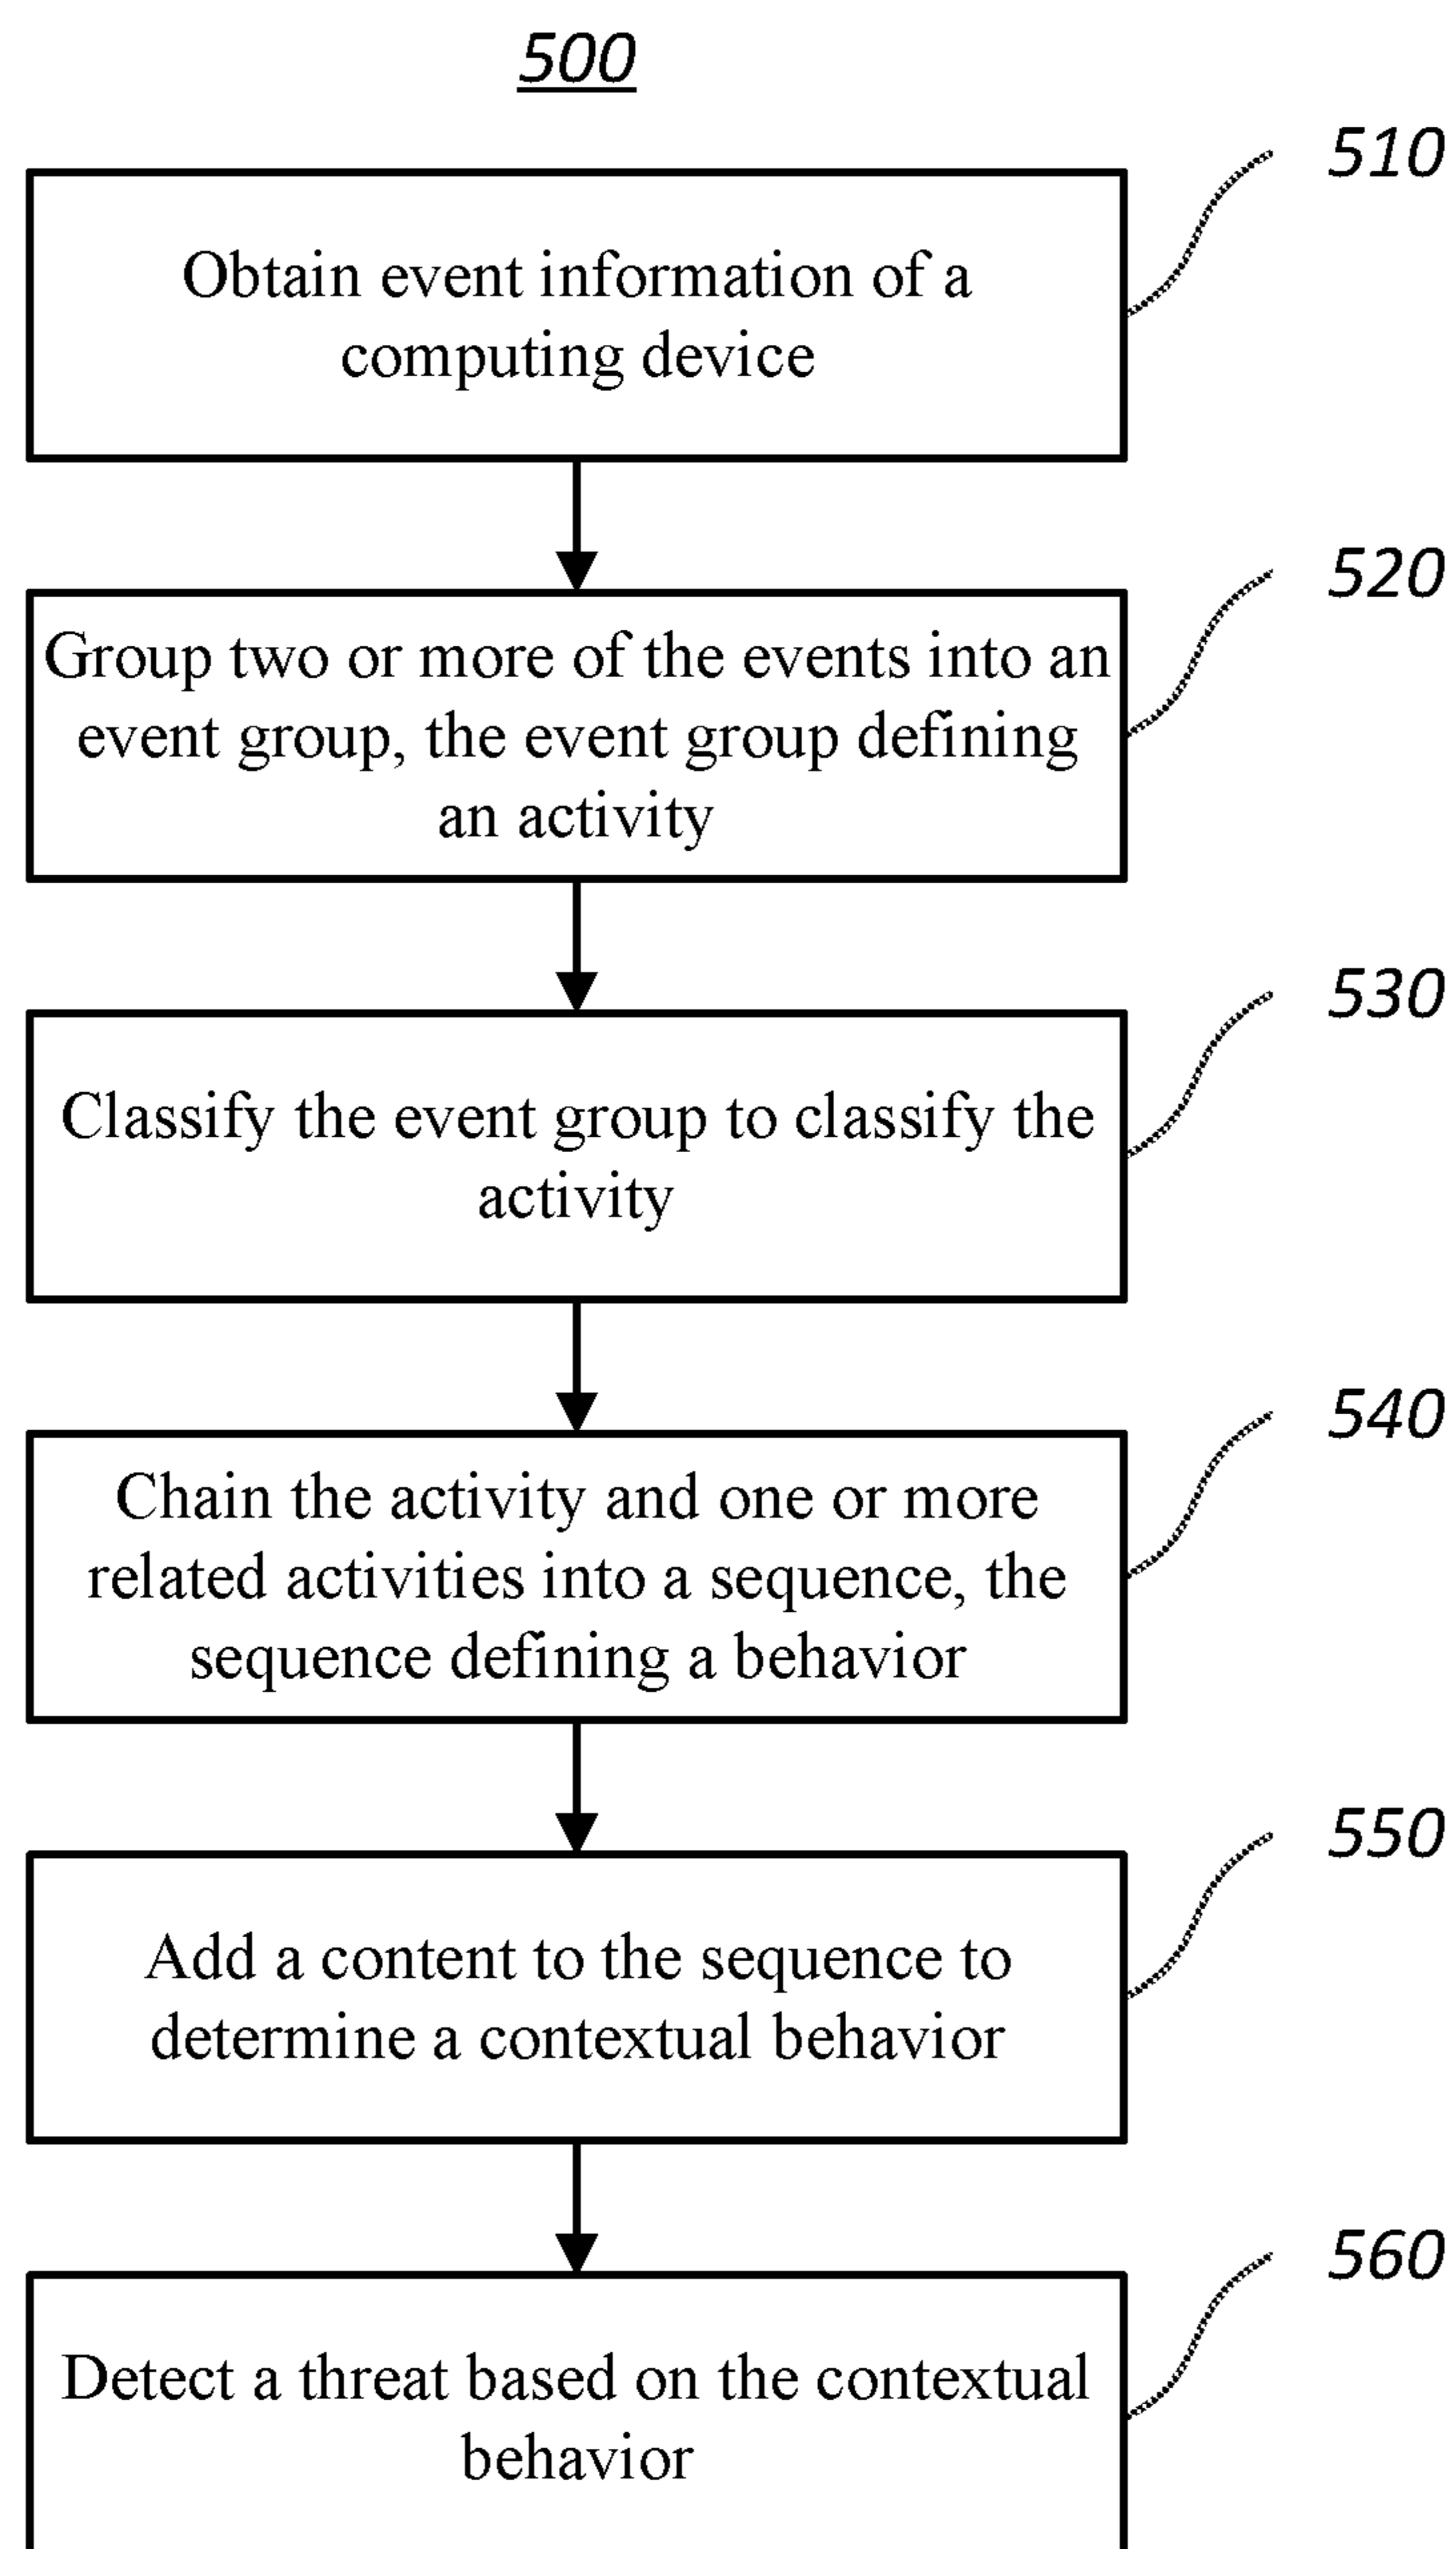 500
510
Obtain event information of a
computing device
520
Group two or more of the events into an
event group, the event group defining
an activity
530
Classify the event group to classify the
activity
540
Chain the activity and one or more
related activities into a sequence, the
sequence defining a behavior
550
Add a content to the sequence to
determine a contextual behavior
560
Detect a threat based on the contextual
behavior